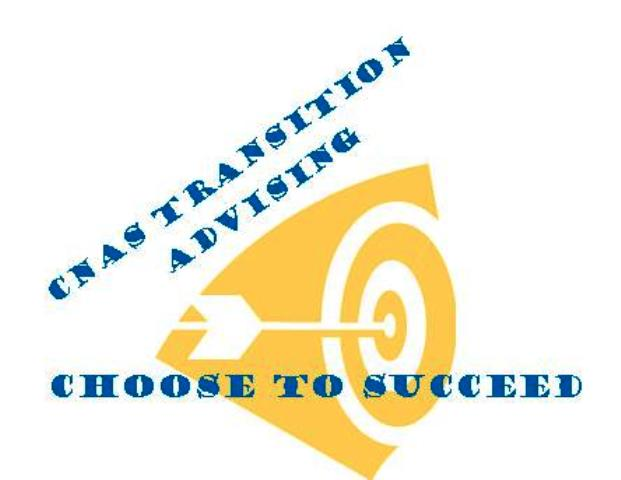 CNAS TRANSITION
ADVISING
CHOOSE TO SUCCEED